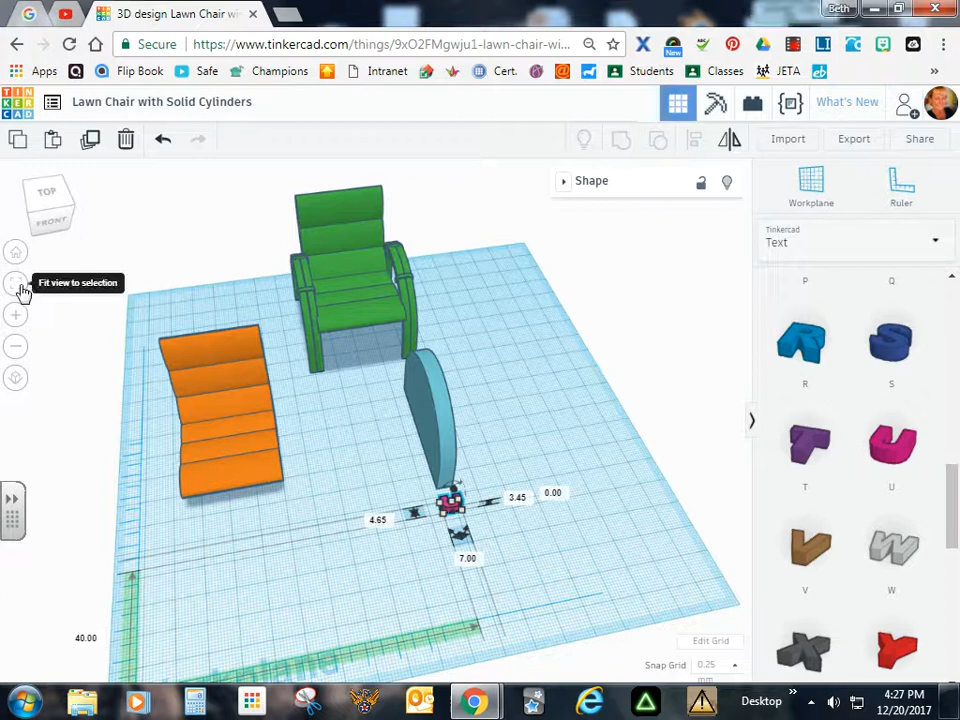 Beth
3D design Lawn Chair wi
Secure
https://www.tinkercad.com/things/9xO2FMgwju1-lawn-chair-wi...
Apps
Flip Book
Safe
Champions
Intranet
Cert.
New
Students
Classes
JETA
»
TIN
KER
CAD
Lawn Chair with Solid Cylinders
What's New
Import
Export
Share
TOP
FRONT
Shape
Workplane
Ruler
Tinkercad
Text
Fit view to selection
P
Q
R
S
T
U
V
W
4.65
3.45
0.00
7.00
40.00
Edit Grid
Snap Grid
0.25
mm
Desktop
»
4:27 PM
12/20/2017